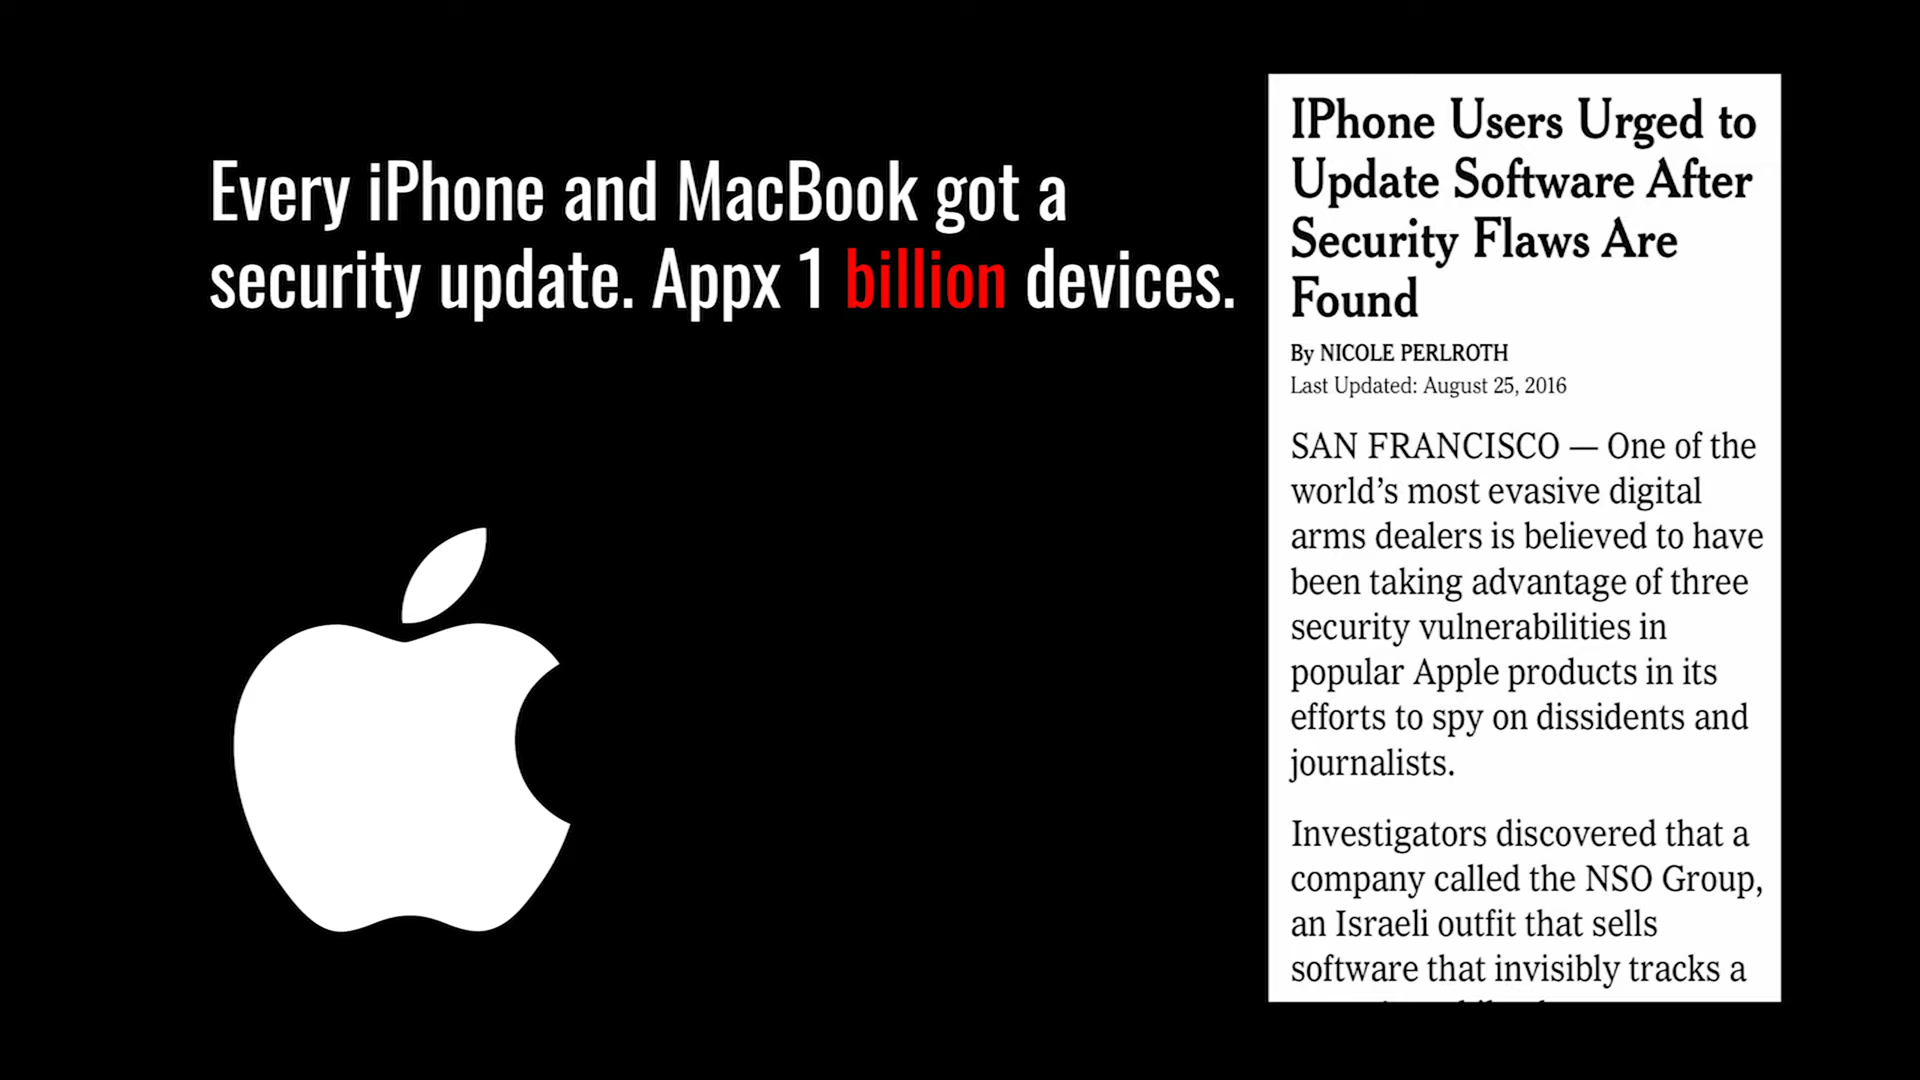 Every iPhone and MacBook got a
security update. Appx 1 billion devices.
IPhone Users Urged to
Update Software After
Security Flaws Are
Found
By NICOLE PERLROTH
Last Updated: August 25, 2016
SAN FRANCISCO — One of the
world’s most evasive digital
arms dealers is believed to have
been taking advantage of three
security vulnerabilities in
popular Apple products in its
efforts to spy on dissidents and
journalists.
Investigators discovered that a
company called the NSO Group,
an Israeli outfit that sells
software that invisibly tracks a